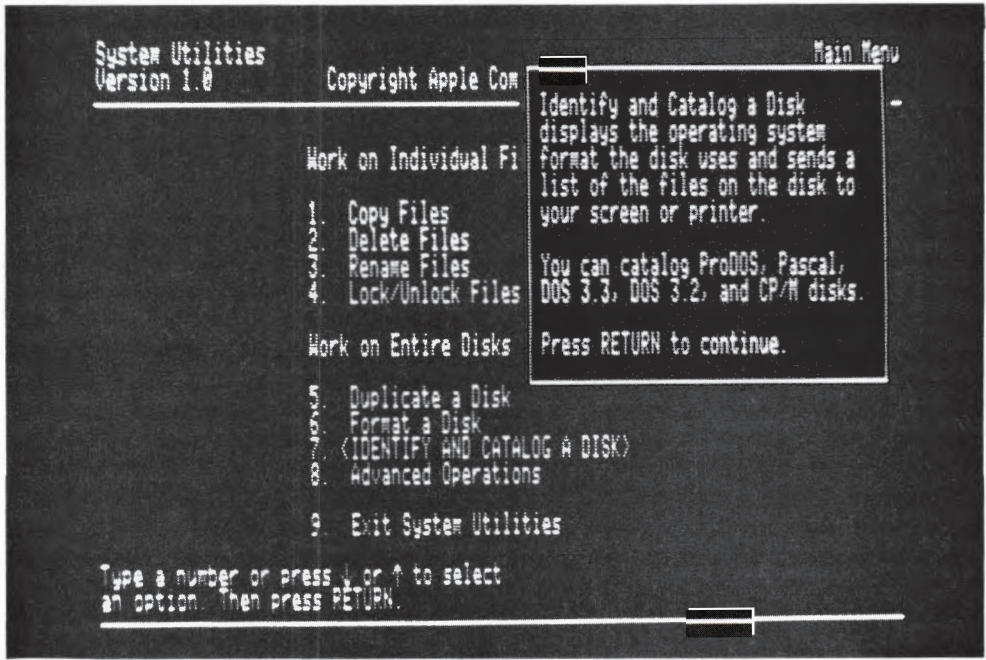 System Utilities
Main Menu
Version 1.0
Copyright Apple Com
Work on Individual Fi
1. Copy Files
2. Delete Files
3. Rename Files
4. Lock/Unlock Files
Work on Entire Disks
5. Duplicate a Disk
6. Format a Disk
7. <IDENTIFY AND CATALOG A DISK>
8. Advanced Operations
9. Exit System Utilities
Identify and Catalog a Disk
displays the operating system
format the disk uses and sends a
list of the files on the disk to
your screen or printer.
You can catalog ProDOS, Pascal,
DOS 3.3, DOS 3.2, and CP/M disks.
Press RETURN to continue.
Type a number or press ↓ or ↑ to select
an option. Then press RETURN.